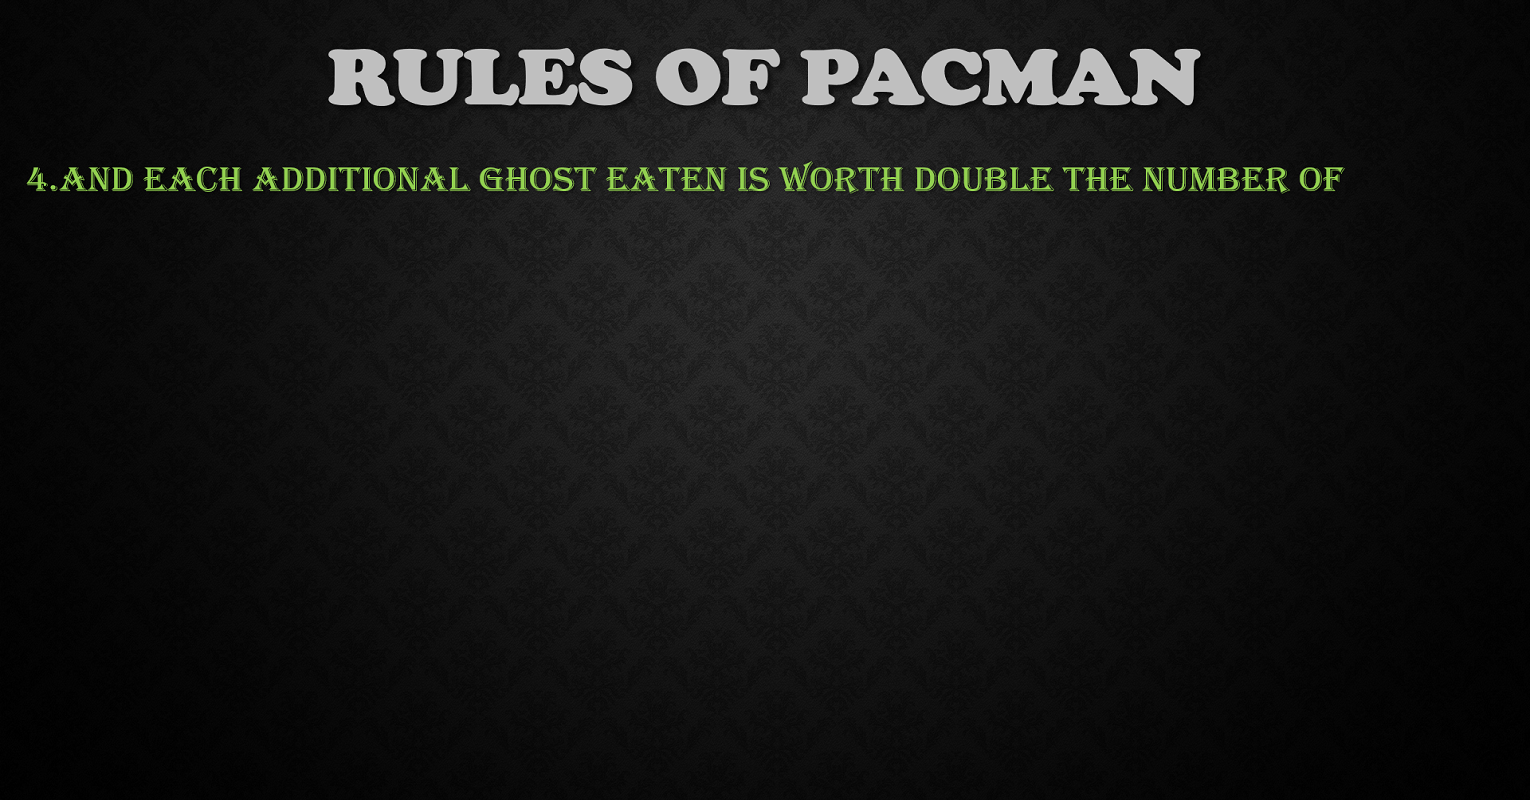 RULES OF PACMAN
4.AND EACH ADDITIONAL GHOST EATEN IS WORTH DOUBLE THE NUMBER OF